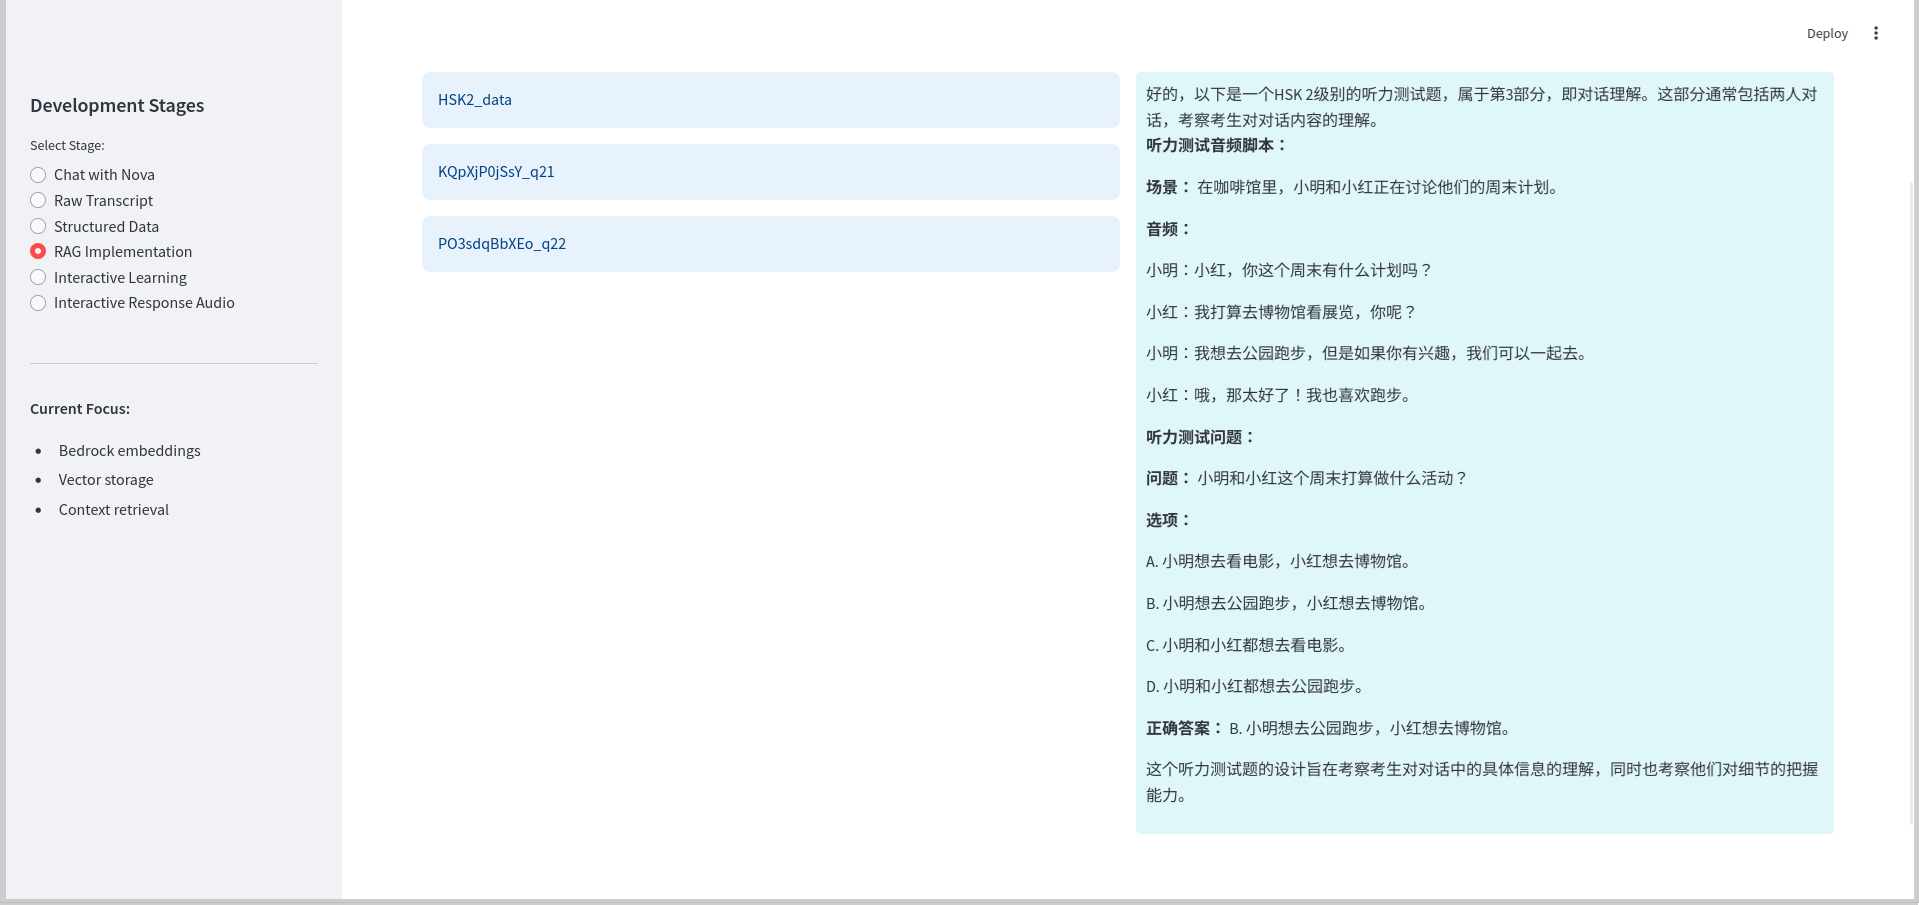 Deploy
Development Stages
Select Stage:
Chat with Nova
Raw Transcript
Structured Data
RAG Implementation
Interactive Learning
Interactive Response Audio
Current Focus:
Bedrock embeddings
Vector storage
Context retrieval
HSK2_data
KQpXjP0jSsY_q21
PO3sdqBbXEo_q22
好的，以下是一个HSK 2级别的听力测试题，属于第3部分，即对话理解。这部分通常包括两人对
话，考察考生对对话内容的理解。
听力测试音频脚本：
场景： 在咖啡馆里，小明和小红正在讨论他们的周末计划。
音频：
小明：小红，你这个周末有什么计划吗？
小红：我打算去博物馆看展览，你呢？
小明：我想去公园跑步，但是如果你有兴趣，我们可以一起去。
小红：哦，那太好了！我也喜欢跑步。
听力测试问题：
问题： 小明和小红这个周末打算做什么活动？
选项：
A. 小明想去看电影，小红想去博物馆。
B. 小明想去公园跑步，小红想去博物馆。
C. 小明和小红都想去看电影。
D. 小明和小红都想去公园跑步。
正确答案： B. 小明想去公园跑步，小红想去博物馆。
这个听力测试题的设计旨在考察考生对对话中的具体信息的理解，同时也考察他们对细节的把握
能力。